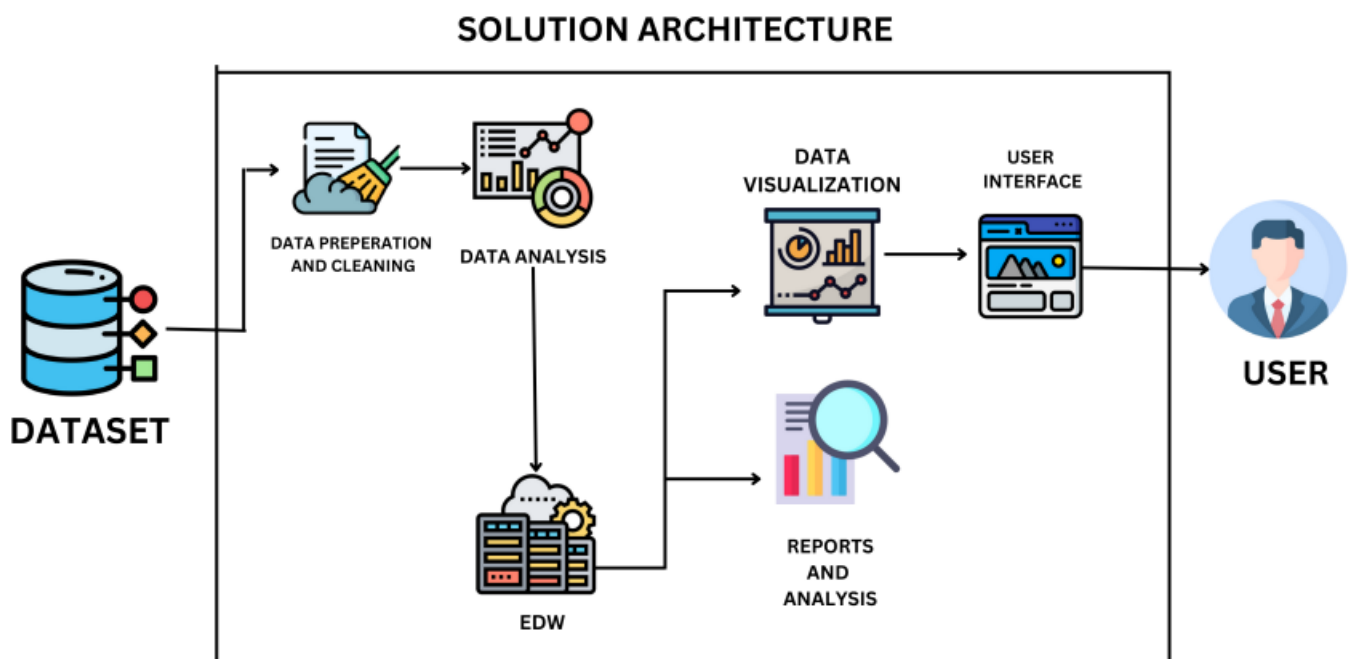 SOLUTION ARCHITECTURE
DATA PREPERATION
AND CLEANING
DATA ANALYSIS
DATA
VISUALIZATION
USER
INTERFACE
DATASET
USER
EDW
REPORTS
AND
ANALYSIS